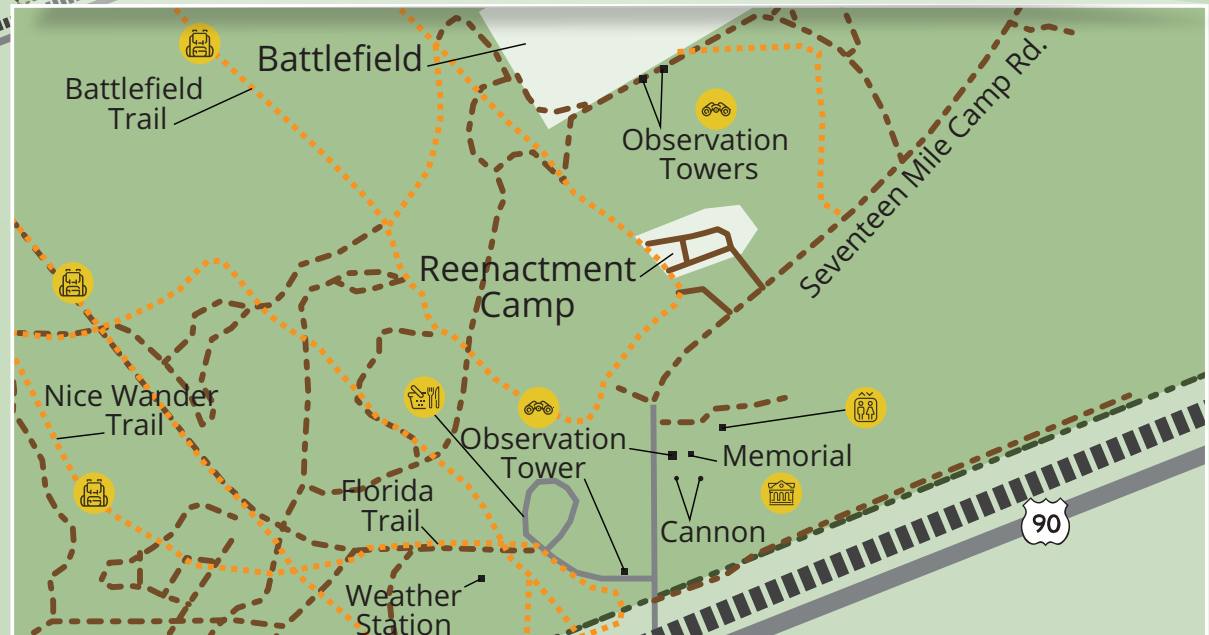 Battlefield
Battlefield
Trail
Observation
Towers
Seventeen Mile Camp Rd.
Reenactment
Camp
Nice Wander
Trail
Observation
Tower
Memorial
Florida
Trail
Cannon
90
Weather
Station